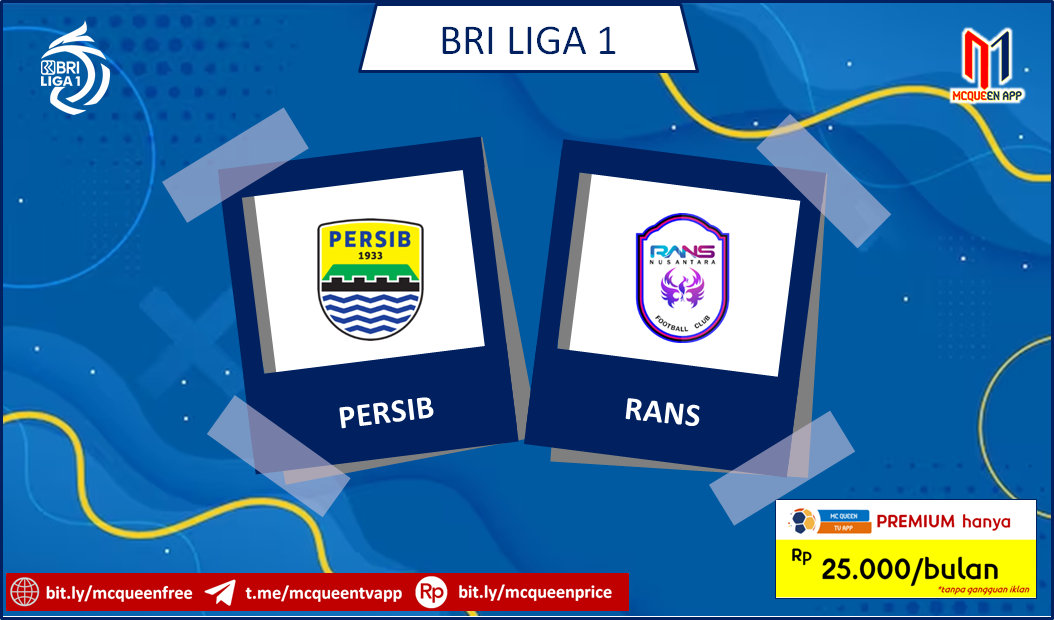 BRI LIGA 1
BRI
LIGA 1
MCQUEEN APP
PERSIB
1933
RANS
NUSANTARA
FOOTBALL CLUB
PERSIB
RANS
MC QUEEN
TU APP
PREMIUM hanya
Rp 25.000/bulan
*tanpa gangguan iklan
bit.ly/mcqueenfree
t.me/mcqueentvapp
Rp
bit.ly/mcqueenprice